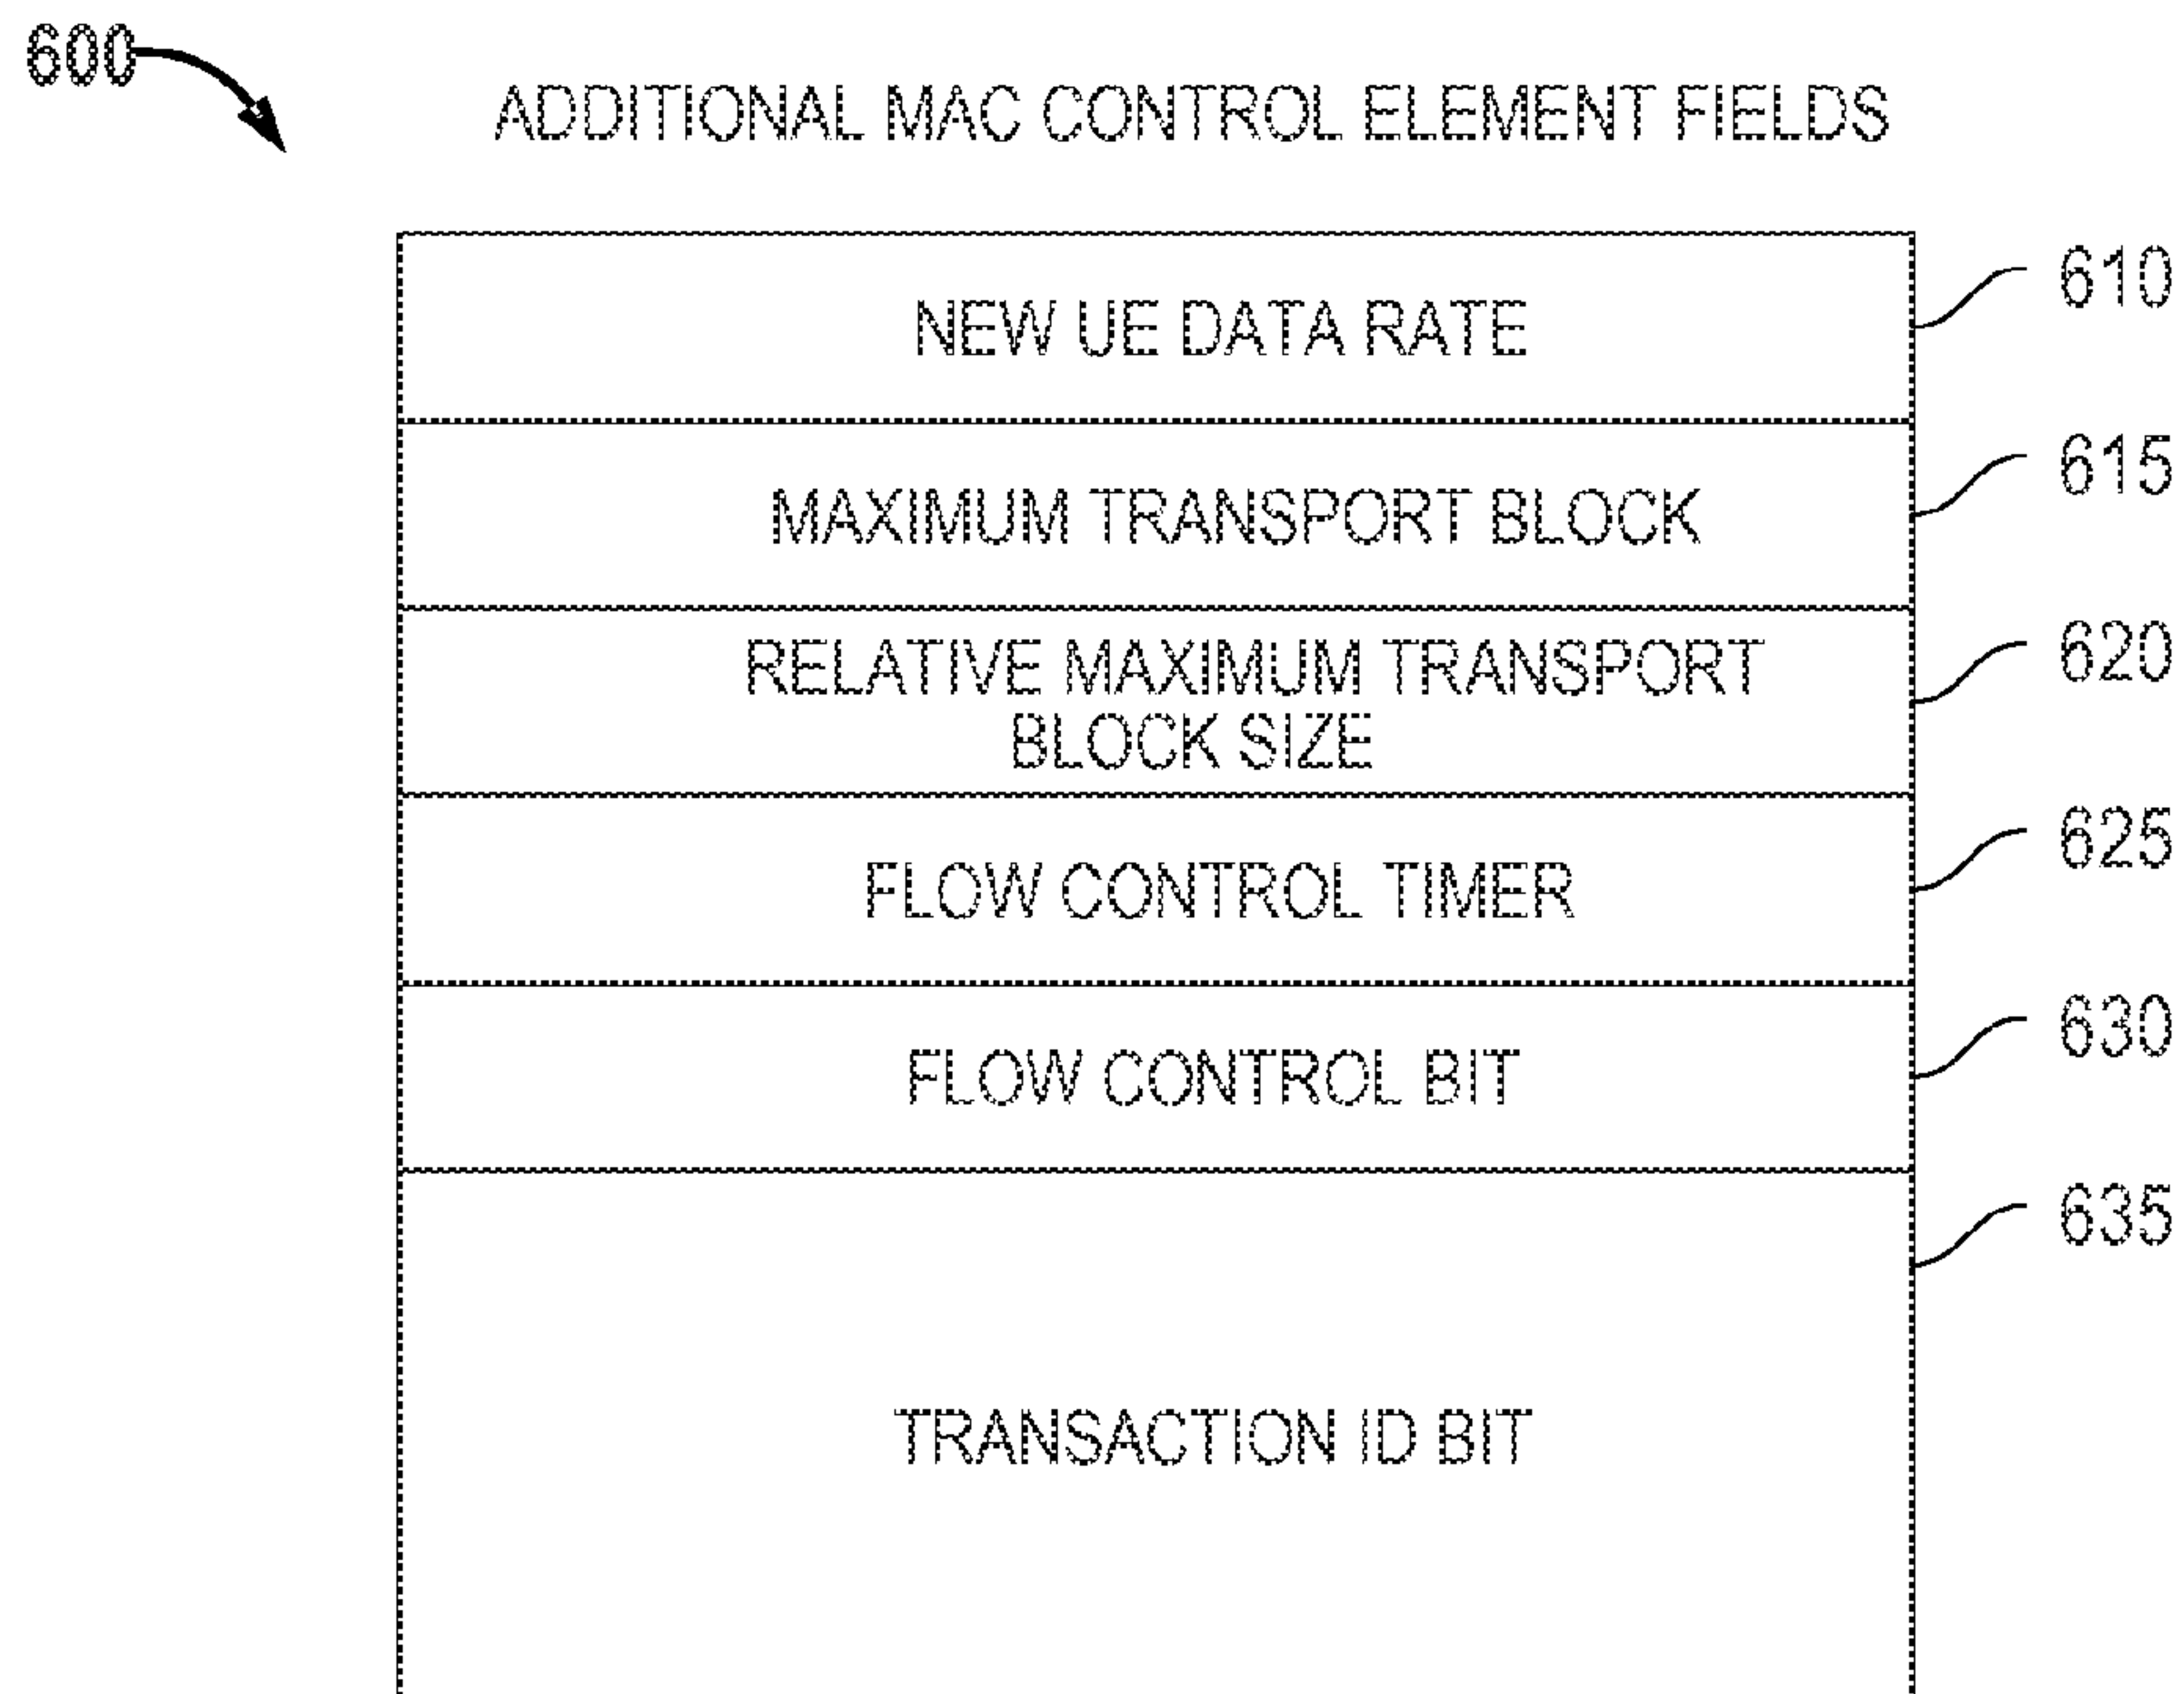 600
ADDITIONAL MAC CONTROL ELEMENT FIELDS
NEW UE DATA RATE
610
MAXIMUM TRANSPORT BLOCK
615
RELATIVE MAXIMUM TRANSPORT
BLOCK SIZE
620
FLOW CONTROL TIMER
625
FLOW CONTROL BIT
630
TRANSACTION ID BIT
635